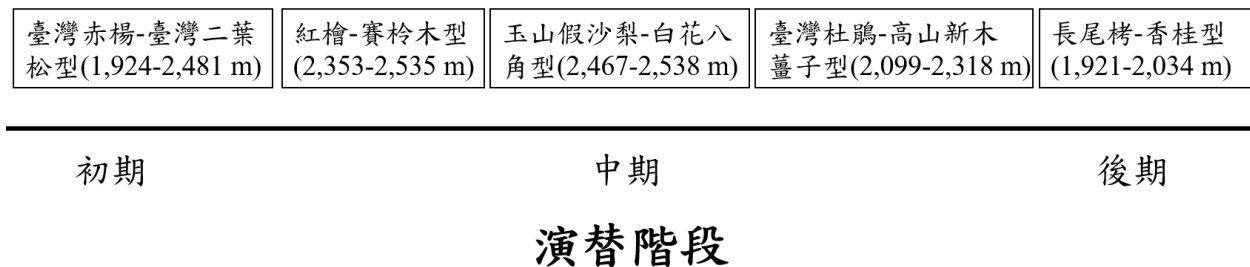 臺灣赤楊-臺灣二葉
松型(1,924-2,481 m)
紅檜-賽柃木型
(2,353-2,535 m)
玉山假沙梨-白花八
角型(2,467-2,538 m)
臺灣杜鵑-高山新木
薑子型(2,099-2,318 m)
長尾栲-香桂型
(1,921-2,034 m)
初期
中期
後期
演替階段